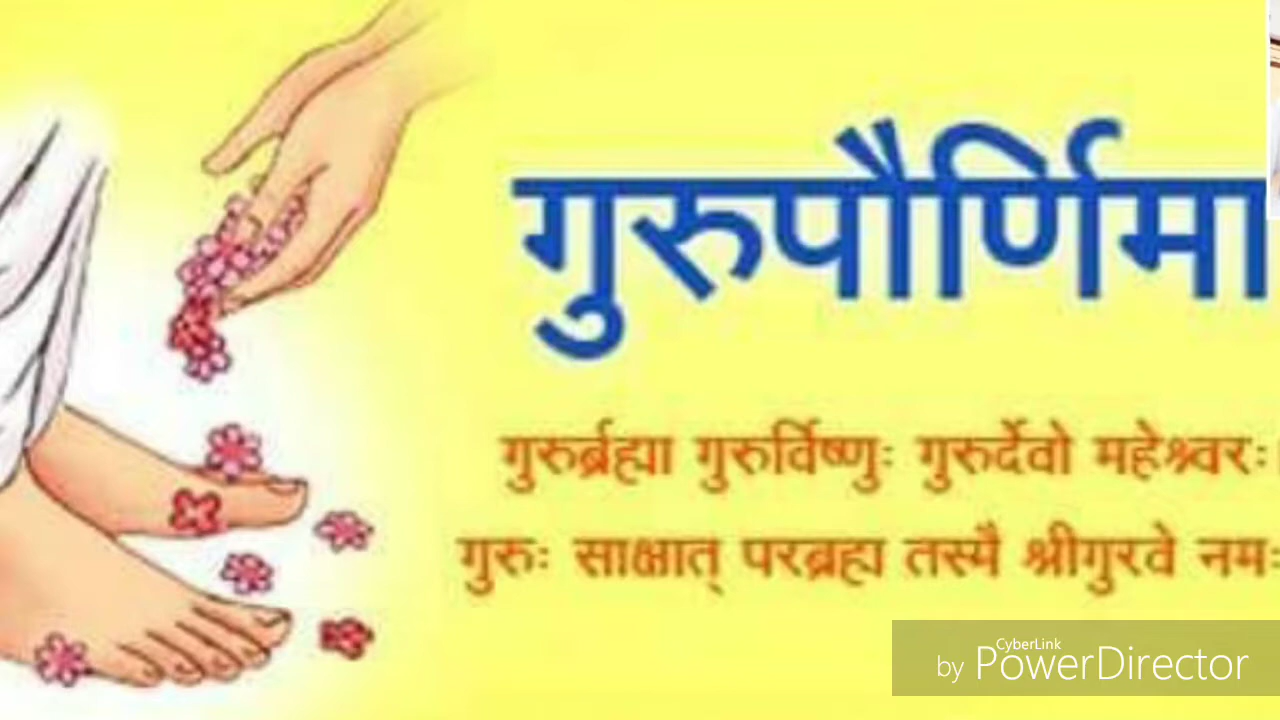 गुरुपौर्णिमा
गुरुर्ब्रह्मा गुरुर्विष्णुः गुरुर्देवो महेश्वरः।
गुरुः साक्षात् परब्रह्म तस्मै श्रीगुरवे नमः
CyberLink
by PowerDirector